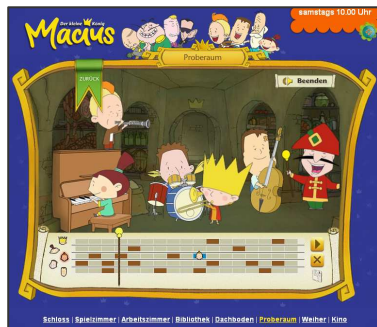 samstags 10.00 Uhr
Der kleine König
Macius
Proberaum
ZURÜCK
Beenden
Schloss | Spielzimmer | Arbeitszimmer | Bibliothek | Dachboden | Proberaum | Weiher | Kino